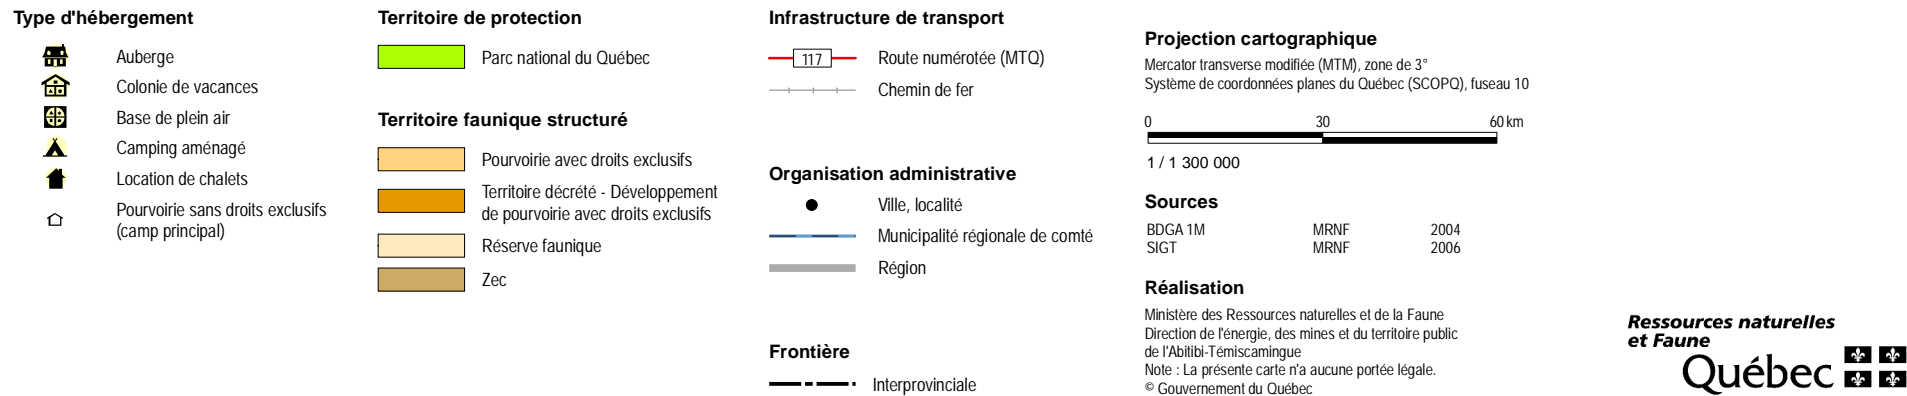 Type d'hébergement
Auberge
Colonie de vacances
Base de plein air
Camping aménagé
Location de chalets
Pourvoirie sans droits exclusifs
(camp principal)
Territoire de protection
Parc national du Québec
Territoire faunique structuré
Pourvoirie avec droits exclusifs
Territoire décrété - Développement
de pourvoirie avec droits exclusifs
Réserve faunique
Zec
Infrastructure de transport
117 Route numérotée (MTQ)
Chemin de fer
Organisation administrative
Ville, localité
Municipalité régionale de comté
Région
Frontière
Interprovinciale
Projection cartographique
Mercator transverse modifiée (MTM), zone de 3°
Système de coordonnées planes du Québec (SCOPQ), fuseau 10
0 30 60 km
1 / 1 300 000
Sources
BDGA 1M MRNF 2004
SIGT MRNF 2006
Réalisation
Ministère des Ressources naturelles et de la Faune
Direction de l'énergie, des mines et du territoire public
de l'Abitibi-Témiscamingue
Note : La présente carte n'a aucune portée légale.
© Gouvernement du Québec
Ressources naturelles
et Faune
Québec